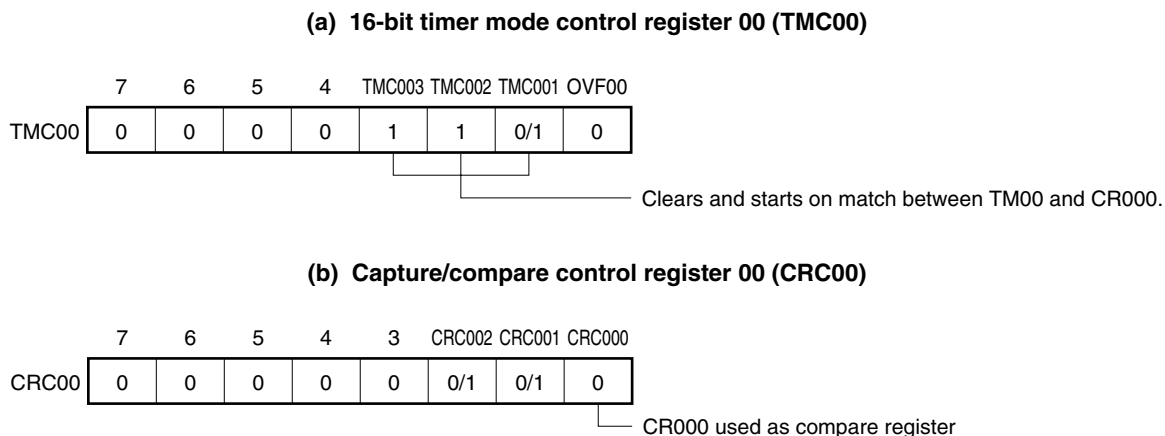 (a) 16-bit timer mode control register 00 (TMC00)
7 6 5 4 TMC003 TMC002 TMC001 OVF00
TMC00 0 0 0 0 1 1 0/1 0
Clears and starts on match between TM00 and CR000.
(b) Capture/compare control register 00 (CRC00)
7 6 5 4 3 CRC002 CRC001 CRC000
CRC00 0 0 0 0 0 0/1 0/1 0
CR000 used as compare register